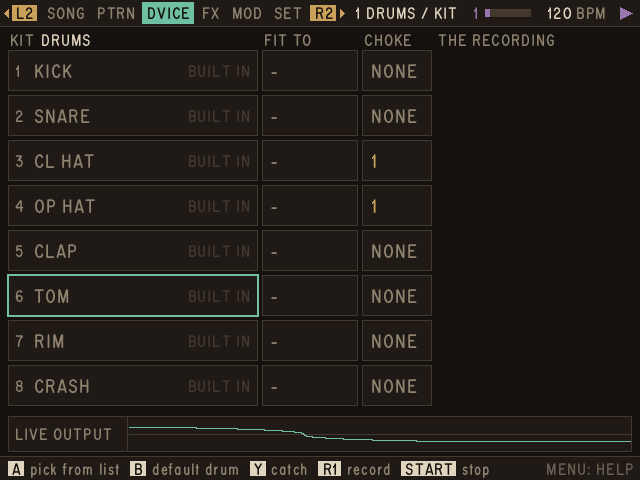 L2 SONG PTRN DVICE FX MOD SET R2 1 DRUMS / KIT 1 120 BPM
KIT DRUMS FIT TO CHOKE THE RECORDING
1 KICK BUILT IN - NONE
2 SNARE BUILT IN - NONE
3 CL HAT BUILT IN - 1
4 OP HAT BUILT IN - 1
5 CLAP BUILT IN - NONE
6 TOM BUILT IN - NONE
7 RIM BUILT IN - NONE
8 CRASH BUILT IN - NONE
LIVE OUTPUT
A pick from list B default drum Y catch R1 record START stop MENU: HELP